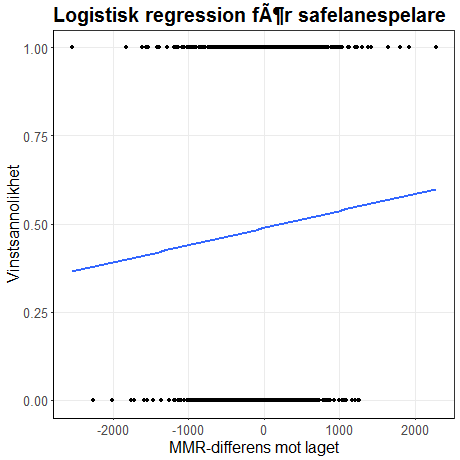 Logistisk regression fÃ¶r safelanespelare
1.00
0.75
0.50
0.25
0.00
Vinstsannolikhet
-2000 -1000 0 1000 2000
MMR-differens mot laget